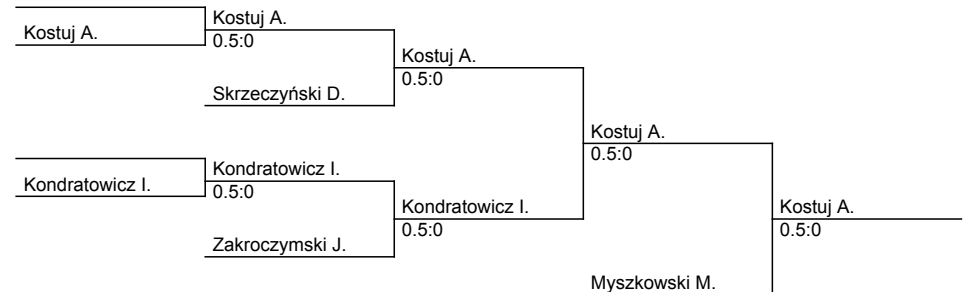 Kostuj A.
Kostuj A.
0.5:0
Kostuj A.
0.5:0
Skrzeczyński D.
Kostuj A.
0.5:0
Kondratowicz I.
Kondratowicz I.
0.5:0
Kondratowicz I.
0.5:0
Kostuj A.
0.5:0
Zakroczymski J.
Myszkowski M.